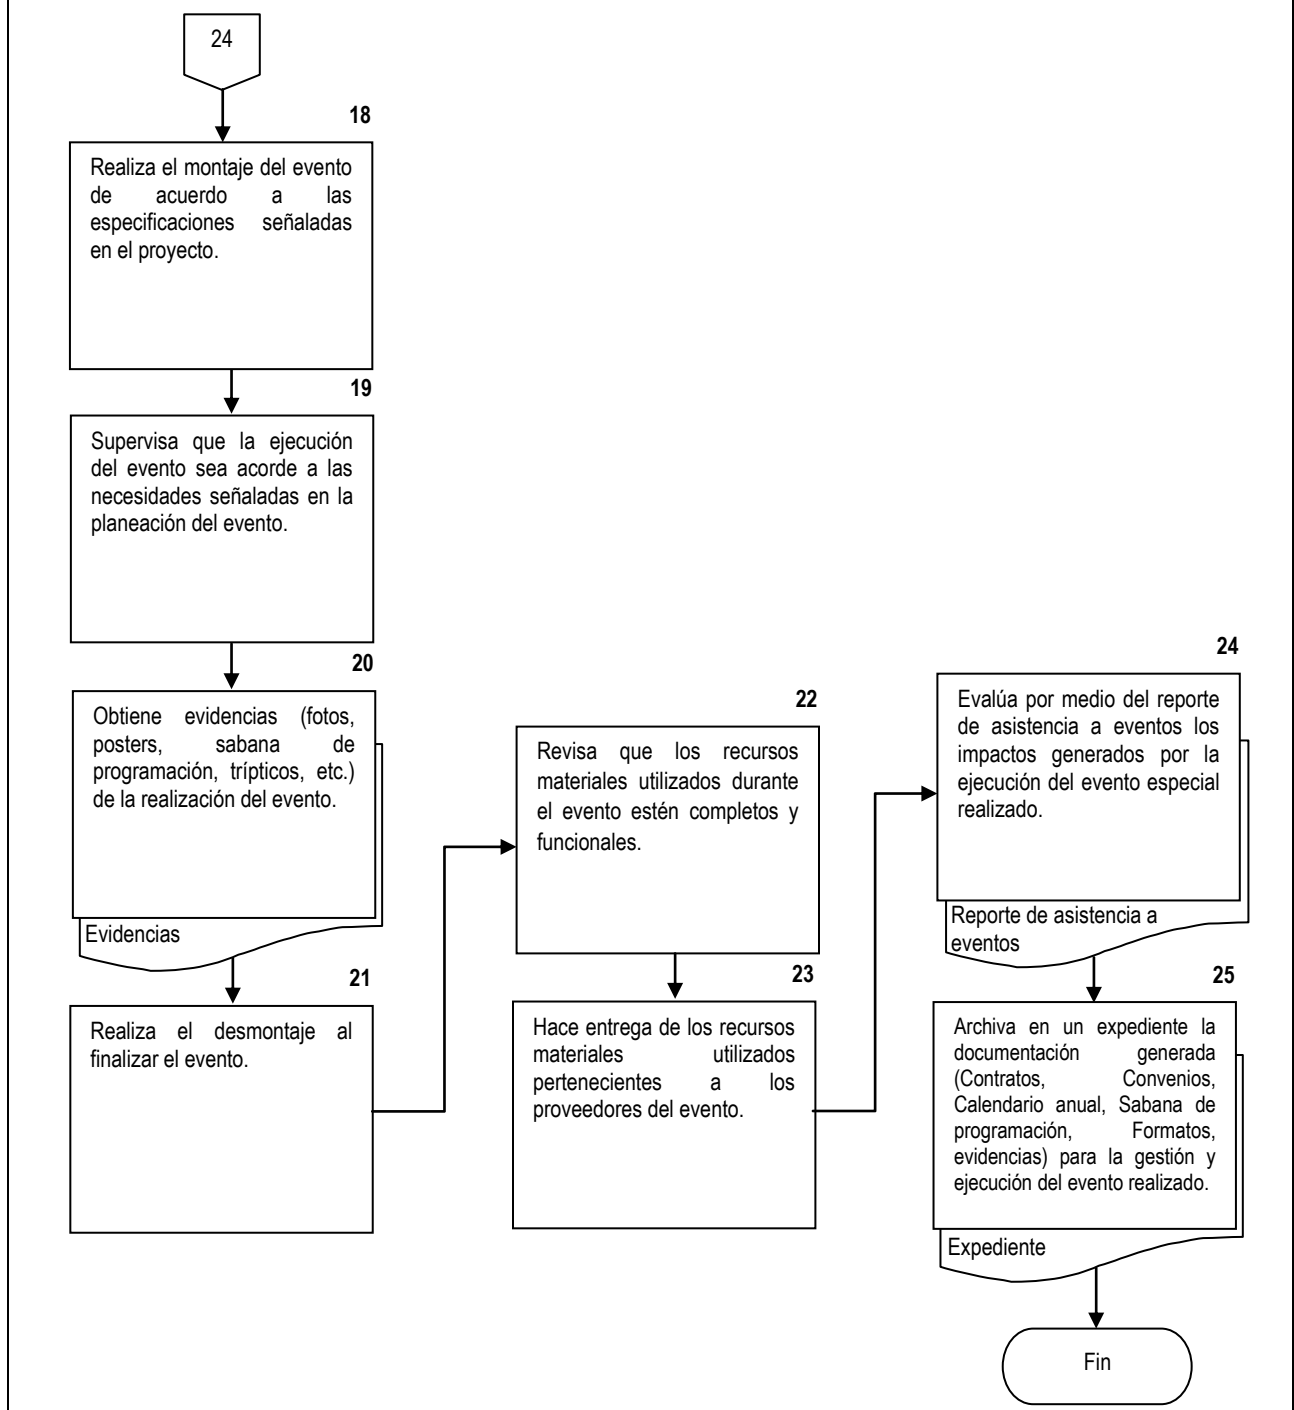 24
18
Realiza el montaje del evento
de acuerdo a las
especificaciones señaladas
en el proyecto.
19
Supervisa que la ejecución
del evento sea acorde a las
necesidades señaladas en la
planeación del evento.
20
Obtiene evidencias (fotos,
posters, sabana de
programación, trípticos, etc.)
de la realización del evento.
Evidencias
21
Realiza el desmontaje al
finalizar el evento.
22
Revisa que los recursos
materiales utilizados durante
el evento estén completos y
funcionales.
23
Hace entrega de los recursos
materiales utilizados
pertenecientes a los
proveedores del evento.
24
Evalúa por medio del reporte
de asistencia a eventos los
impactos generados por la
ejecución del evento especial
realizado.
Reporte de asistencia a
eventos
25
Archiva en un expediente la
documentación generada
(Contratos, Convenios,
Calendario anual, Sabana de
programación, Formatos,
evidencias) para la gestión y
ejecución del evento realizado.
Expediente
Fin